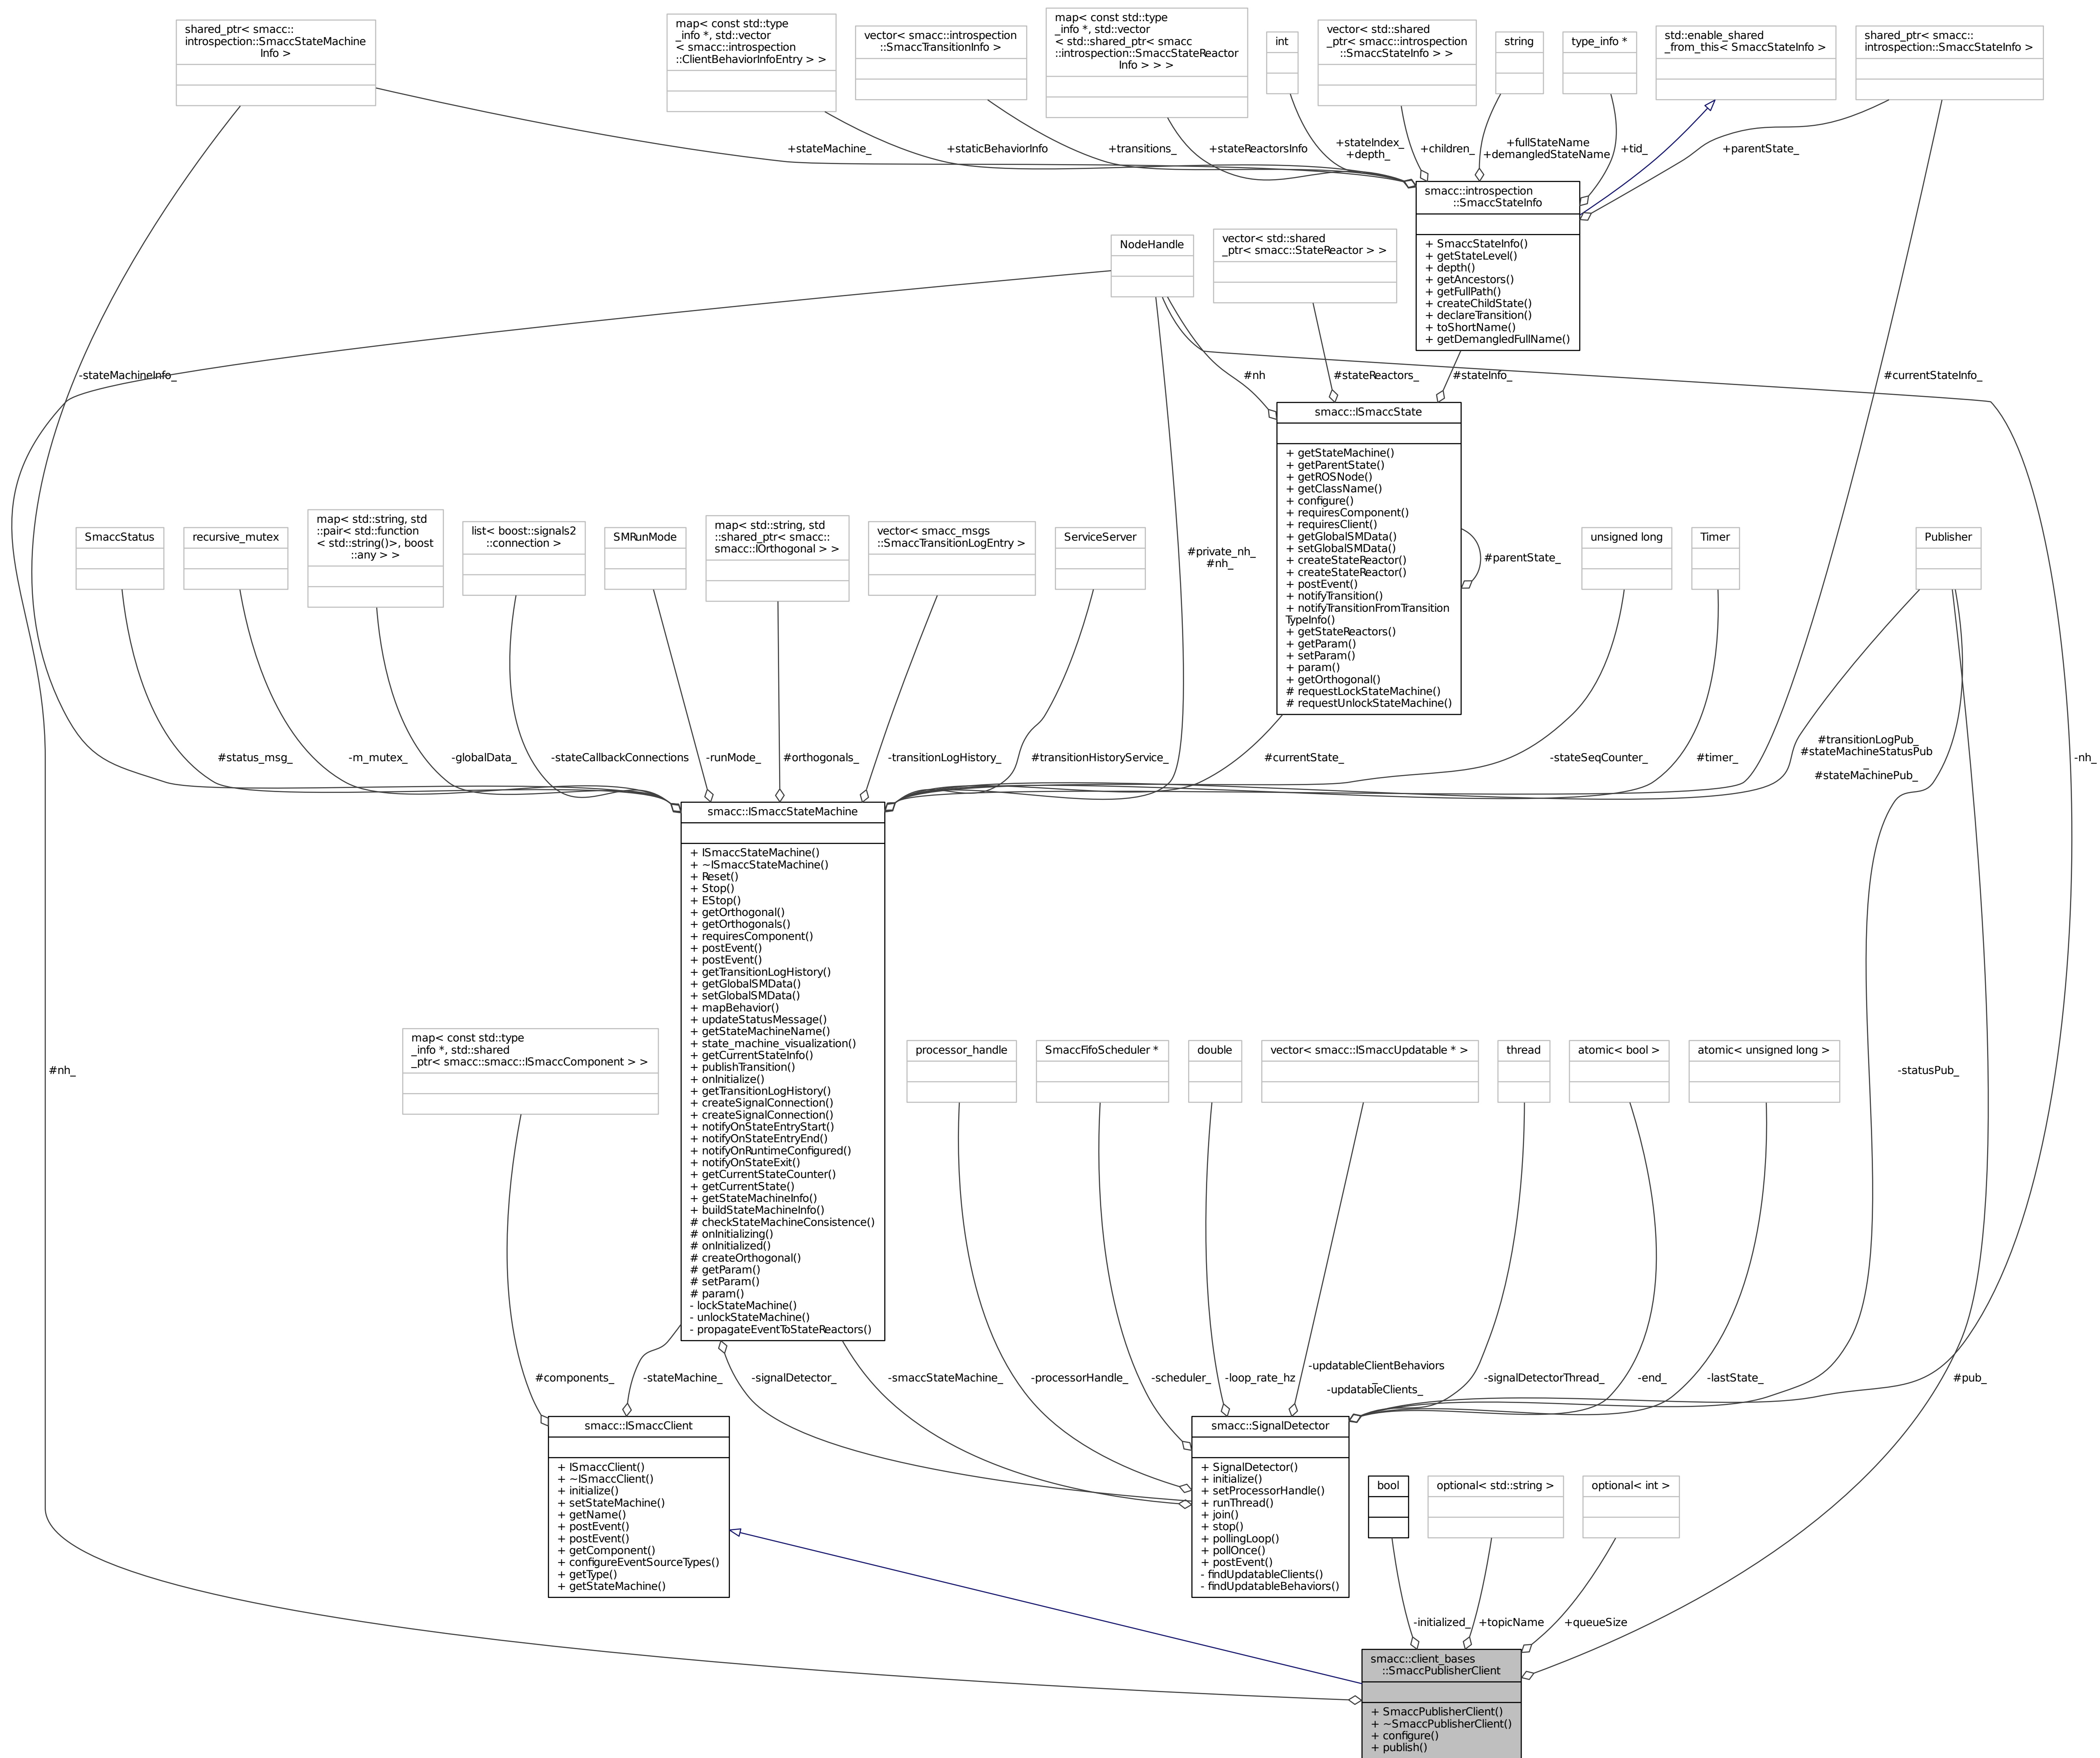 shared_ptr< smacc::
introspection::SmaccStateMachine
Info >
map< const std::type
_info *, std::vector
< smacc::introspection
::ClientBehaviorInfoEntry > >
vector< smacc::introspection
::SmaccTransitionInfo >
map< const std::type
_info *, std::vector
< std::shared_ptr< smacc
::introspection::SmaccStateReactor
Info > > >
int
vector< std::shared
_ptr< smacc::introspection
::SmaccStateInfo > >
string
type_info *
std::enable_shared
_from_this< SmaccStateInfo >
shared_ptr< smacc::
introspection::SmaccStateInfo >
+stateMachine_
+staticBehaviorInfo
+transitions_
+stateReactorsInfo
+stateIndex_
+depth_
+children_
+fullStateName
+demangledStateName
+tid_
+parentState_
smacc::introspection
::SmaccStateInfo
+ SmaccStateInfo()
+ getStateLevel()
+ depth()
+ getAncestors()
+ getFullPath()
+ createChildState()
+ declareTransition()
+ toShortName()
+ getDemangledFullName()
NodeHandle
vector< std::shared
_ptr< smacc::StateReactor > >
-stateMachineInfo_
#nh
#stateReactors_
#stateInfo_
#currentStateInfo_
smacc::ISmaccState
+ getStateMachine()
+ getParentState()
+ getROSNode()
+ getClassName()
+ configure()
+ requiresComponent()
+ requiresClient()
+ getGlobalSMData()
+ setGlobalSMData()
+ createStateReactor()
+ createStateReactor()
+ postEvent()
+ notifyTransition()
+ notifyTransitionFromTransition
TypeInfo()
+ getStateReactors()
+ getParam()
+ setParam()
+ param()
+ getOrthogonal()
# requestLockStateMachine()
# requestUnlockStateMachine()
#parentState_
SmaccStatus
recursive_mutex
map< std::string, std
::pair< std::function
< std::string()>, boost
::any > >
list< boost::signals2
::connection >
SMRunMode
map< std::string, std
::shared_ptr< smacc::
smacc::IOrthogonal > >
vector< smacc_msgs
::SmaccTransitionLogEntry >
ServiceServer
#private_nh_
#nh_
unsigned long
Timer
Publisher
#status_msg_
-m_mutex_
-globalData_
-stateCallbackConnections
-runMode_
#orthogonals_
-transitionLogHistory_
#transitionHistoryService_
#currentState_
-stateSeqCounter_
#timer_
#transitionLogPub_
#stateMachineStatusPub
_
#stateMachinePub_
-nh_
smacc::ISmaccStateMachine
+ ISmaccStateMachine()
+ ~ISmaccStateMachine()
+ Reset()
+ Stop()
+ EStop()
+ getOrthogonal()
+ getOrthogonals()
+ requiresComponent()
+ postEvent()
+ postEvent()
+ getTransitionLogHistory()
+ getGlobalSMData()
+ setGlobalSMData()
+ mapBehavior()
+ updateStatusMessage()
+ getStateMachineName()
+ state_machine_visualization()
+ getCurrentStateInfo()
+ publishTransition()
+ onInitialize()
+ getTransitionLogHistory()
+ createSignalConnection()
+ createSignalConnection()
+ notifyOnStateEntryStart()
+ notifyOnStateEntryEnd()
+ notifyOnRuntimeConfigured()
+ notifyOnStateExit()
+ getCurrentStateCounter()
+ getCurrentState()
+ getStateMachineInfo()
+ buildStateMachineInfo()
# checkStateMachineConsistence()
# onInitializing()
# onInitialized()
# createOrthogonal()
# getParam()
# setParam()
# param()
- lockStateMachine()
- unlockStateMachine()
- propagateEventToStateReactors()
#nh_
map< const std::type
_info *, std::shared
_ptr< smacc::smacc::ISmaccComponent > >
processor_handle
SmaccFifoScheduler *
double
vector< smacc::ISmaccUpdatable * >
thread
atomic< bool >
atomic< unsigned long >
-statusPub_
#components_
-stateMachine_
-signalDetector_
-smaccStateMachine_
-processorHandle_
-scheduler_
-loop_rate_hz
-updatableClientBehaviors
_
-updatableClients_
-signalDetectorThread_
-end_
-lastState_
#pub_
smacc::ISmaccClient
+ ISmaccClient()
+ ~ISmaccClient()
+ initialize()
+ setStateMachine()
+ getName()
+ postEvent()
+ postEvent()
+ getComponent()
+ configureEventSourceTypes()
+ getType()
+ getStateMachine()
smacc::SignalDetector
+ SignalDetector()
+ initialize()
+ setProcessorHandle()
+ runThread()
+ join()
+ stop()
+ pollingLoop()
+ pollOnce()
+ postEvent()
- findUpdatableClients()
- findUpdatableBehaviors()
bool
optional< std::string >
optional< int >
-initialized_
+topicName
+queueSize
smacc::client_bases
::SmaccPublisherClient
+ SmaccPublisherClient()
+ ~SmaccPublisherClient()
+ configure()
+ publish()